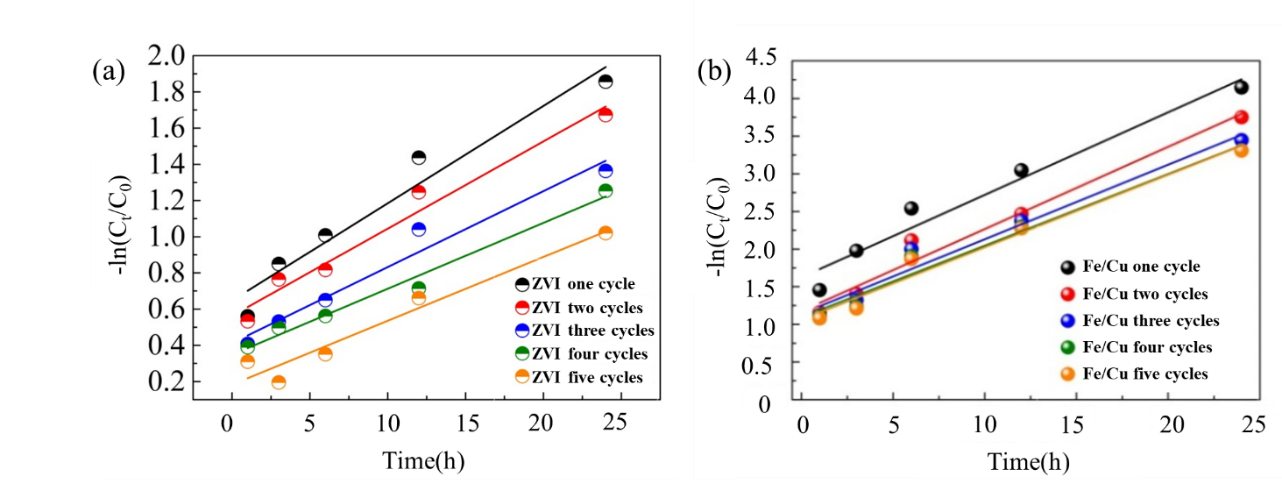 (a)
2.0
1.8
1.6
1.4
1.2
1.0
0.8
0.6
0.4
0.2
-ln(Ct/C0)
ZVI one cycle
ZVI two cycles
ZVI three cycles
ZVI four cycles
ZVI five cycles
0 5 10 15 20 25
Time(h)
(b)
4.5
4.0
3.5
3.0
2.5
2.0
1.5
1.0
0.5
0
-ln(Ct/C0)
Fe/Cu one cycle
Fe/Cu two cycles
Fe/Cu three cycles
Fe/Cu four cycles
Fe/Cu five cycles
0 5 10 15 20 25
Time(h)